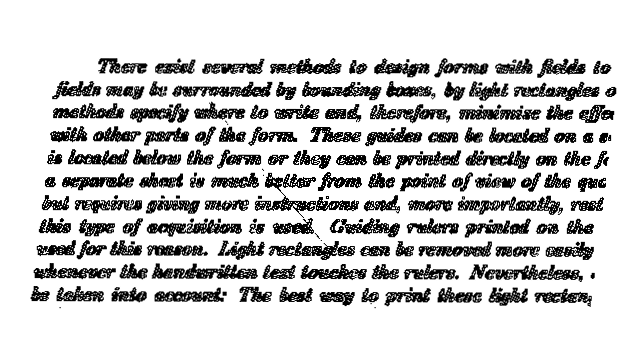 There exist several methods to design forms with fields to
fields may be surrounded by bounding boxes, by light rectangles o
methods specify where to write and, therefore, minimise the effe
with other parts of the form. These guides can be located on a s
is located below the form or they can be printed directly on the fo
a separate sheet is much better from the point of view of the qua
but requires giving more instructions and, more importantly, rest
this type of acquisition is used. Guiding rulers printed on the
used for this reason. Light rectangles can be removed more easily
whenever the handwritten text touches the rulers. Nevertheless,
be taken into account: The best way to print these light rectan